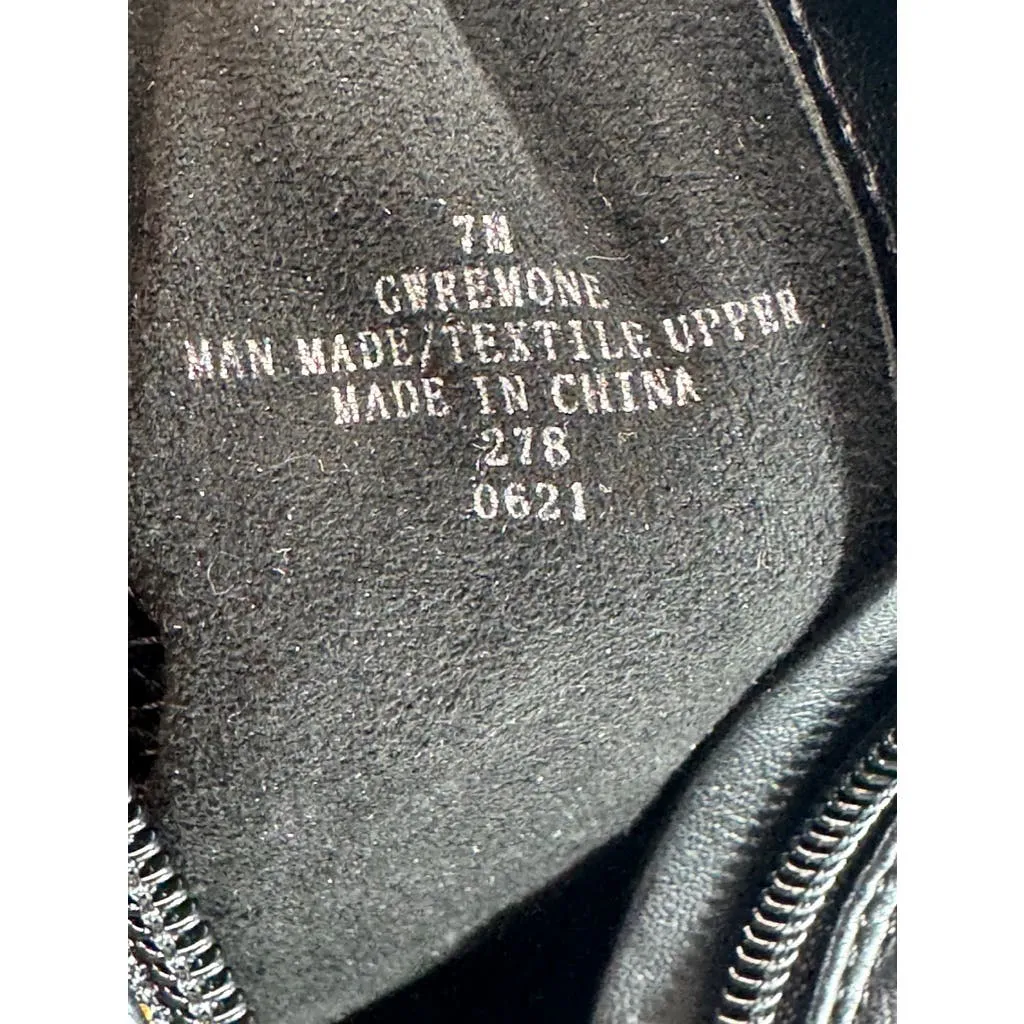 7M
GWREMONE
MAN MADE/TEXTILE UPPER
MADE IN CHINA
278
0621